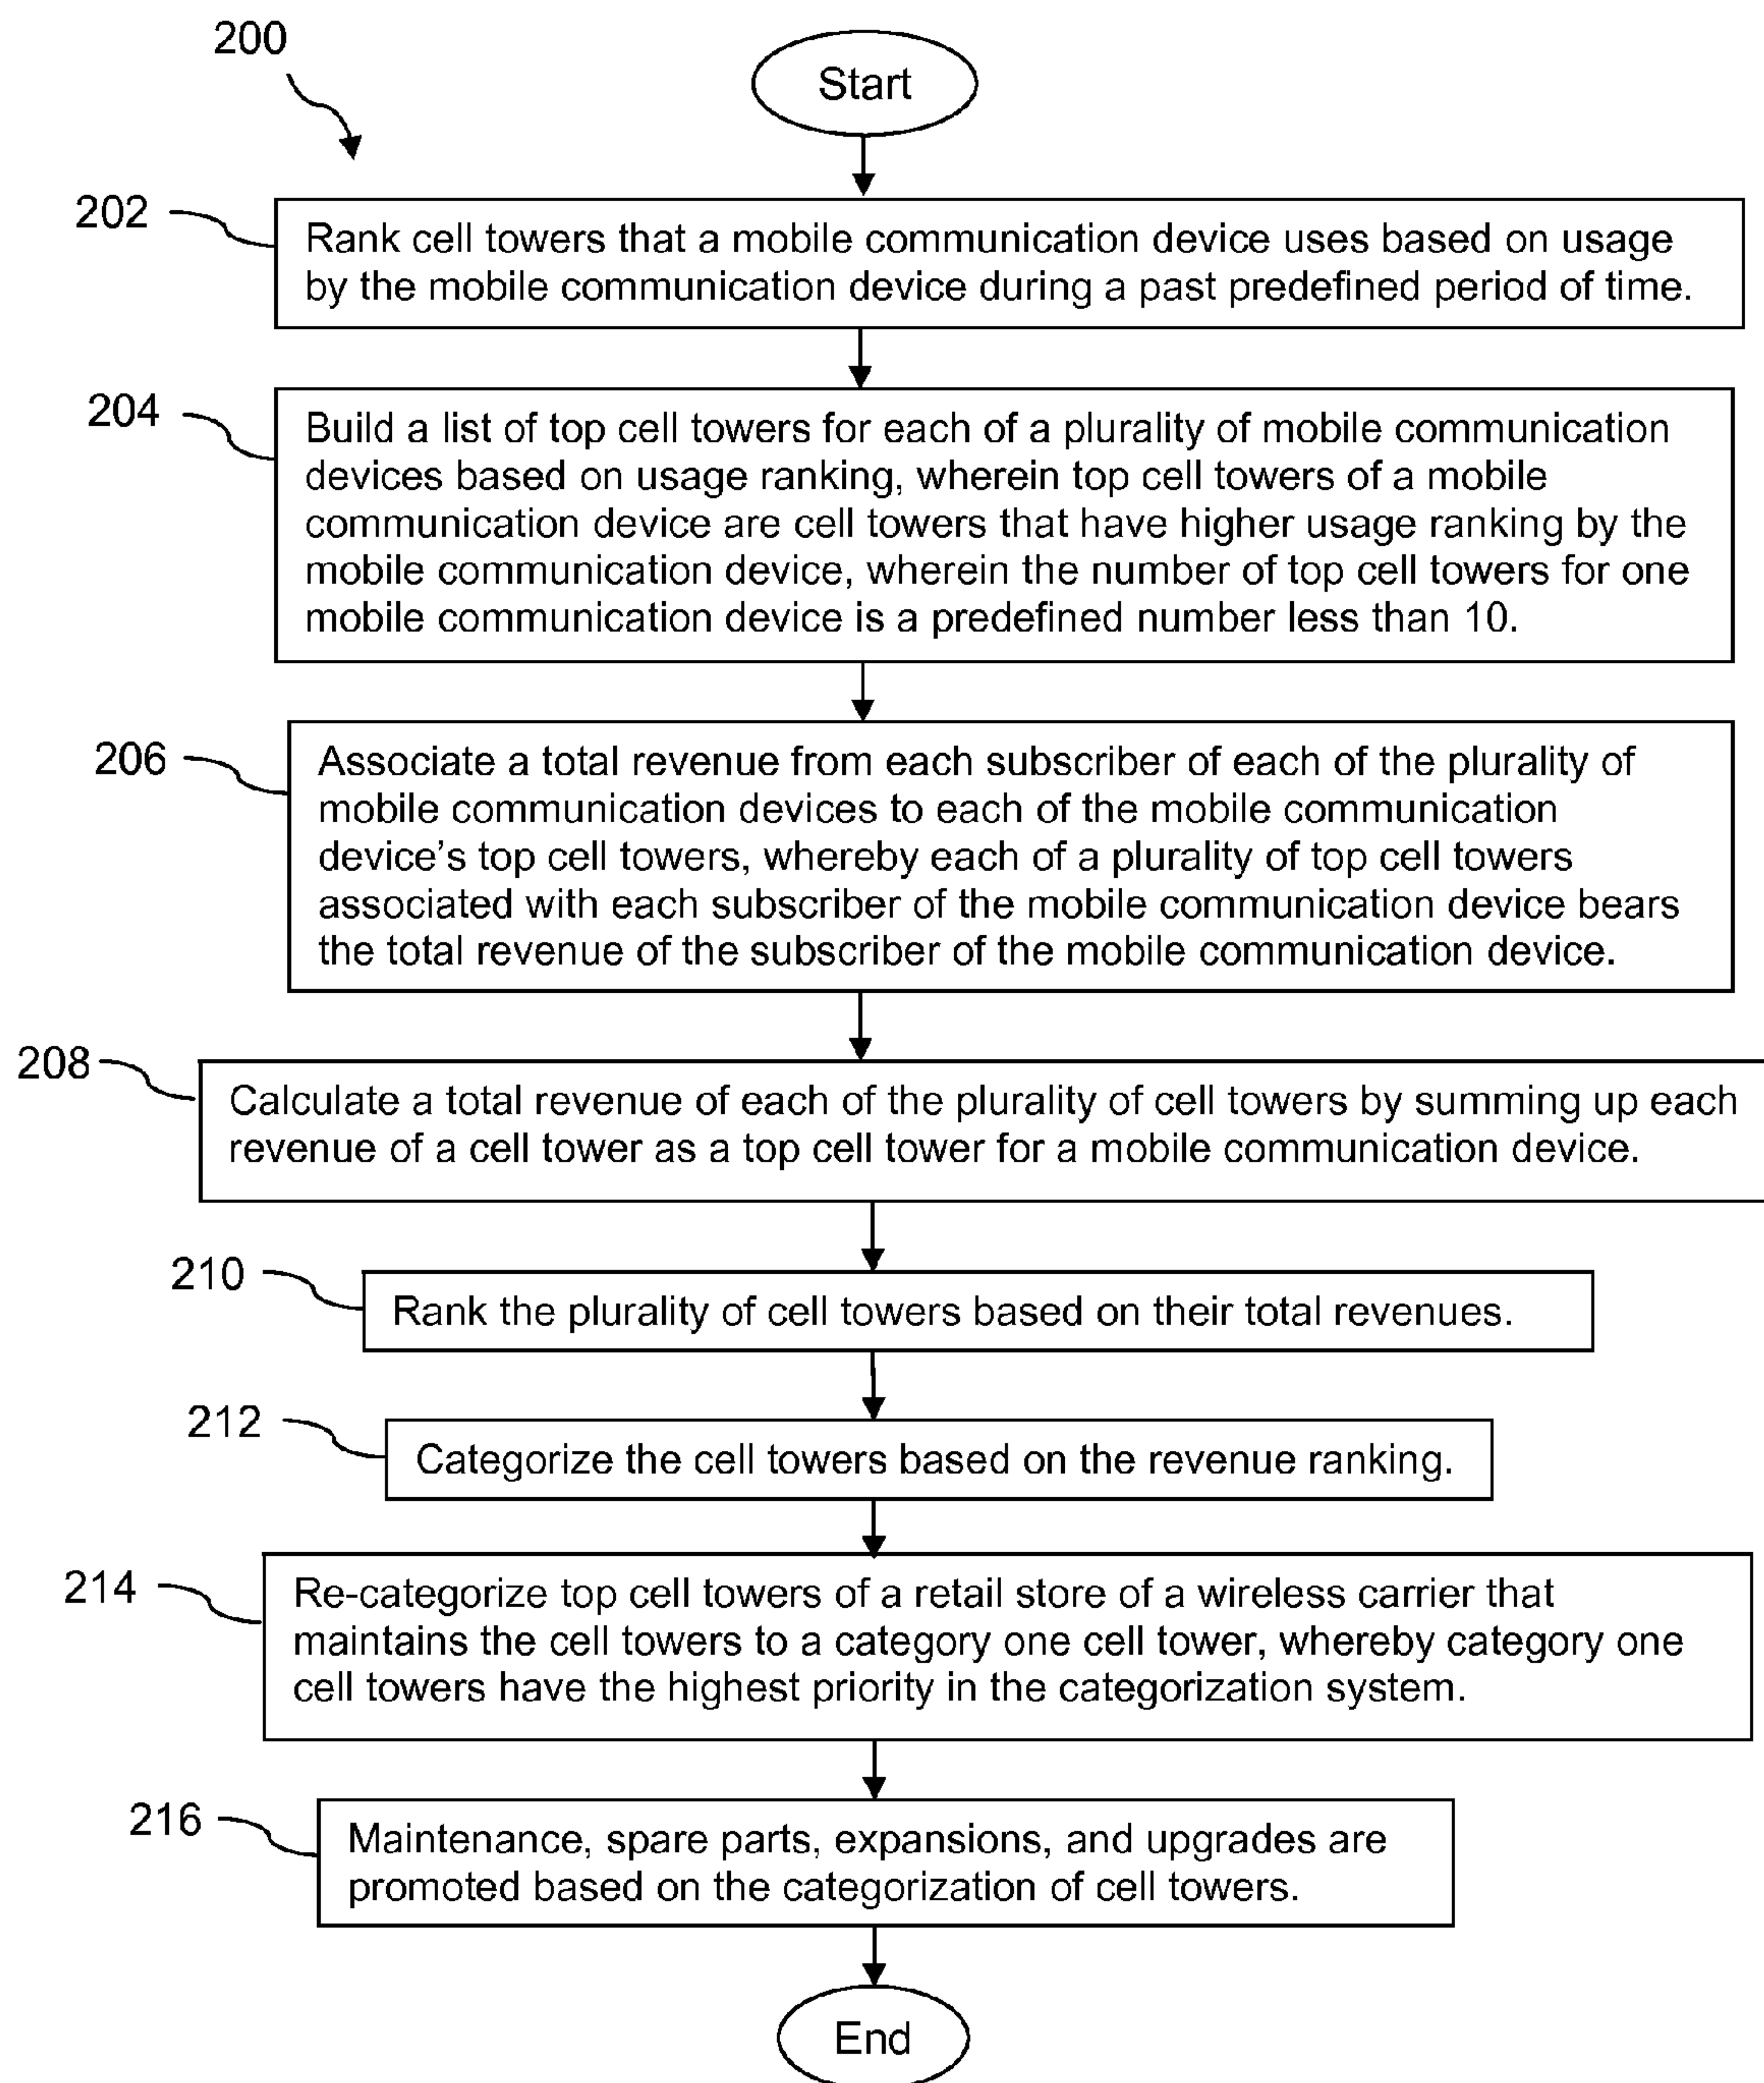 200
Start
202
Rank cell towers that a mobile communication device uses based on usage
by the mobile communication device during a past predefined period of time.
204
Build a list of top cell towers for each of a plurality of mobile communication
devices based on usage ranking, wherein top cell towers of a mobile
communication device are cell towers that have higher usage ranking by the
mobile communication device, wherein the number of top cell towers for one
mobile communication device is a predefined number less than 10.
206
Associate a total revenue from each subscriber of each of the plurality of
mobile communication devices to each of the mobile communication
device's top cell towers, whereby each of a plurality of top cell towers
associated with each subscriber of the mobile communication device bears
the total revenue of the subscriber of the mobile communication device.
208
Calculate a total revenue of each of the plurality of cell towers by summing up each
revenue of a cell tower as a top cell tower for a mobile communication device.
210
Rank the plurality of cell towers based on their total revenues.
212
Categorize the cell towers based on the revenue ranking.
214
Re-categorize top cell towers of a retail store of a wireless carrier that
maintains the cell towers to a category one cell tower, whereby category one
cell towers have the highest priority in the categorization system.
216
Maintenance, spare parts, expansions, and upgrades are
promoted based on the categorization of cell towers.
End